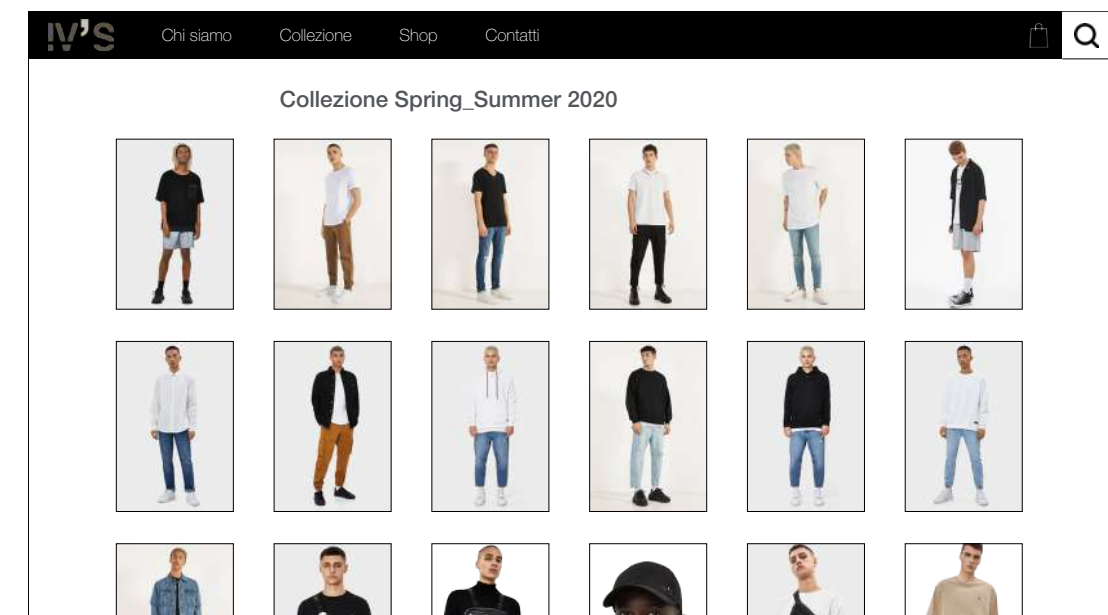 IV'S
Chi siamo
Collezione
Shop
Contatti
Collezione Spring_Summer 2020